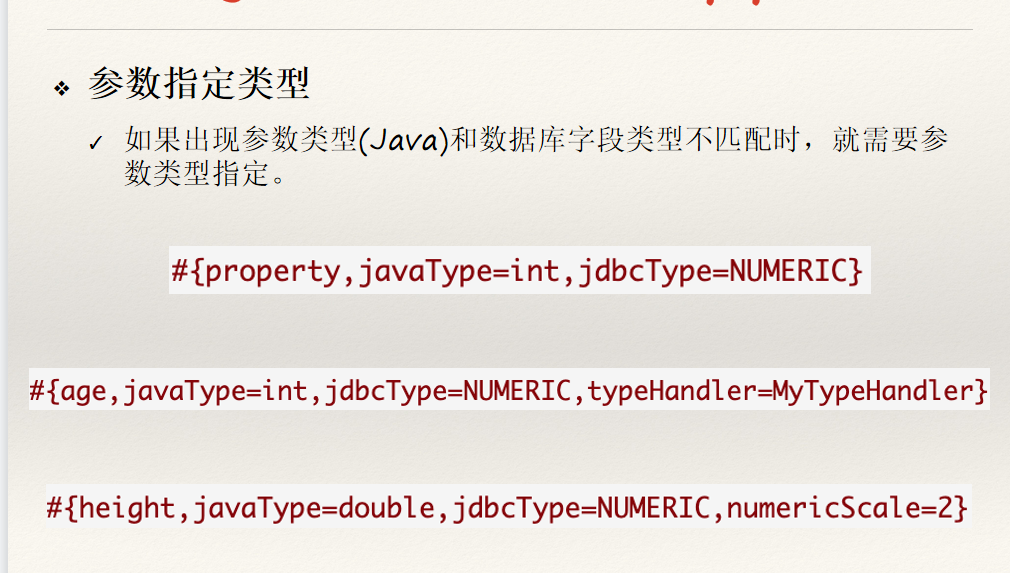 参数指定类型
如果出现参数类型(Java)和数据库字段类型不匹配时，就需要参
数类型指定。
#{property,javaType=int,jdbcType=NUMERIC}
#{age,javaType=int,jdbcType=NUMERIC,typeHandler=MyTypeHandler}
#{height,javaType=double,jdbcType=NUMERIC,numericScale=2}